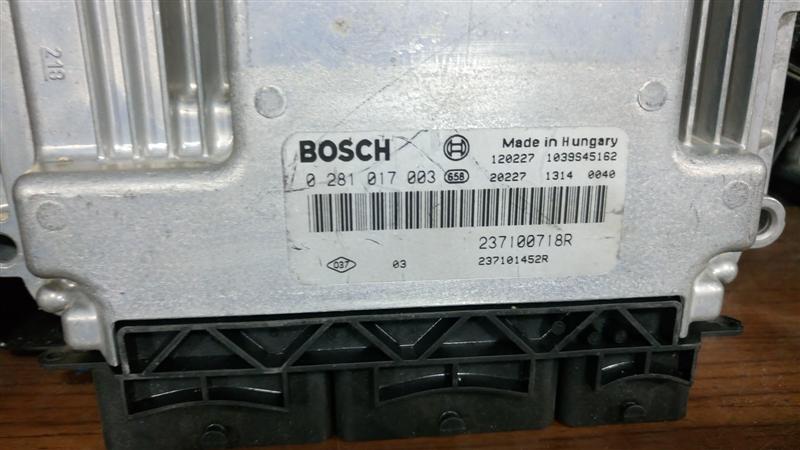 218
BOSCH Made in Hungary
120227 1039S45162
0 281 017 003 658 20227 1314 0040
237100718R
037 03 237101452R